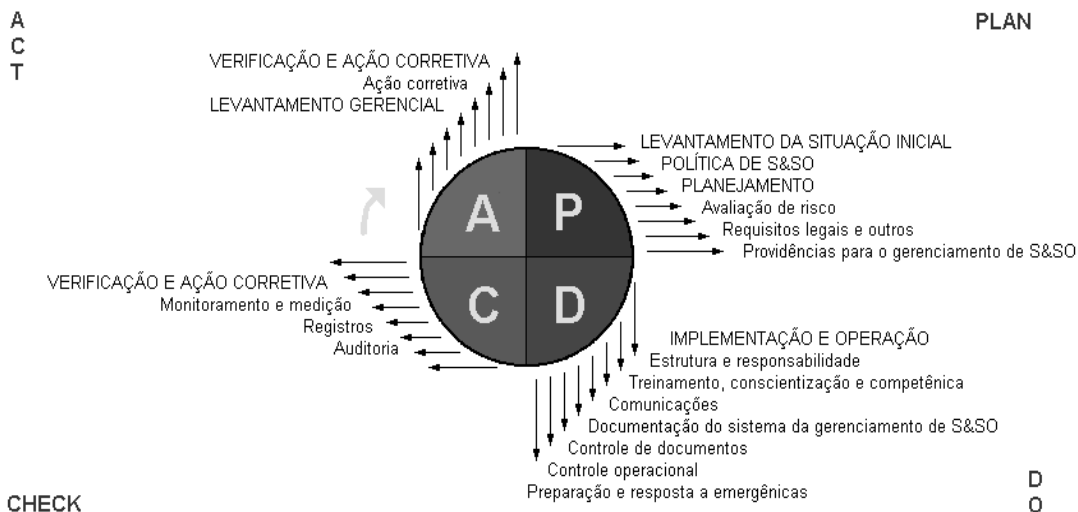 A
C
T
PLAN
VERIFICAÇÃO E AÇÃO CORRETIVA
Ação corretiva
LEVANTAMENTO GERENCIAL
LEVANTAMENTO DA SITUAÇÃO INICIAL
POLÍTICA DE S&SO
PLANEJAMENTO
Avaliação de risco
Requisitos legais e outros
Providências para o gerenciamento de S&SO
A P
C D
VERIFICAÇÃO E AÇÃO CORRETIVA
Monitoramento e medição
Registros
Auditoria
IMPLEMENTAÇÃO E OPERAÇÃO
Estrutura e responsabilidade
Treinamento, conscientização e competênica
Comunicações
Documentação do sistema da gerenciamento de S&SO
Controle de documentos
Controle operacional
Preparação e resposta a emergênicas
CHECK
D
O